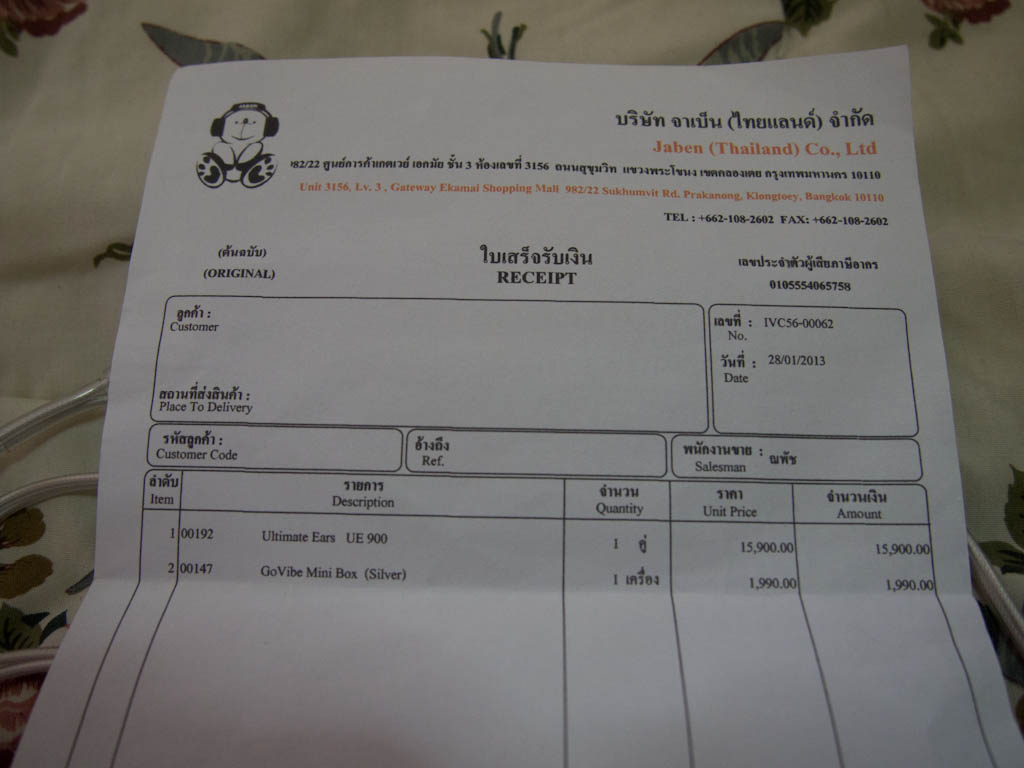 บริษัท จาเบ็น (ไทยแลนด์) จำกัด
Jaben (Thailand) Co., Ltd
982/22 ศูนย์การค้าเกตเวย์ เอกมัย ชั้น 3 ห้องเลขที่ 3156 ถนนสุขุมวิท แขวงพระโขนง เขตคลองเตย กรุงเทพมหานคร 10110
Unit 3156, Lv. 3 , Gateway Ekamai Shopping Mall 982/22 Sukhumvit Rd. Prakanong, Klongtoey, Bangkok 10110
TEL : +662-108-2602 FAX: +662-108-2602
(ต้นฉบับ)
(ORIGINAL)
ใบเสร็จรับเงิน
RECEIPT
เลขประจำตัวผู้เสียภาษีอากร
0105554065758
ลูกค้า :
Customer
สถานที่ส่งสินค้า :
Place To Delivery
เลขที่ : IVC56-00062
No.
วันที่ : 28/01/2013
Date
รหัสลูกค้า :
Customer Code
อ้างถึง
Ref.
พนักงานขาย : ณพัช
Salesman
ลำดับ รายการ จำนวน ราคา จำนวนเงิน
Item Description Quantity Unit Price Amount
1 00192 Ultimate Ears UE 900 1 คู่ 15,900.00 15,900.00
2 00147 GoVibe Mini Box (Silver) 1 เครื่อง 1,990.00 1,990.00